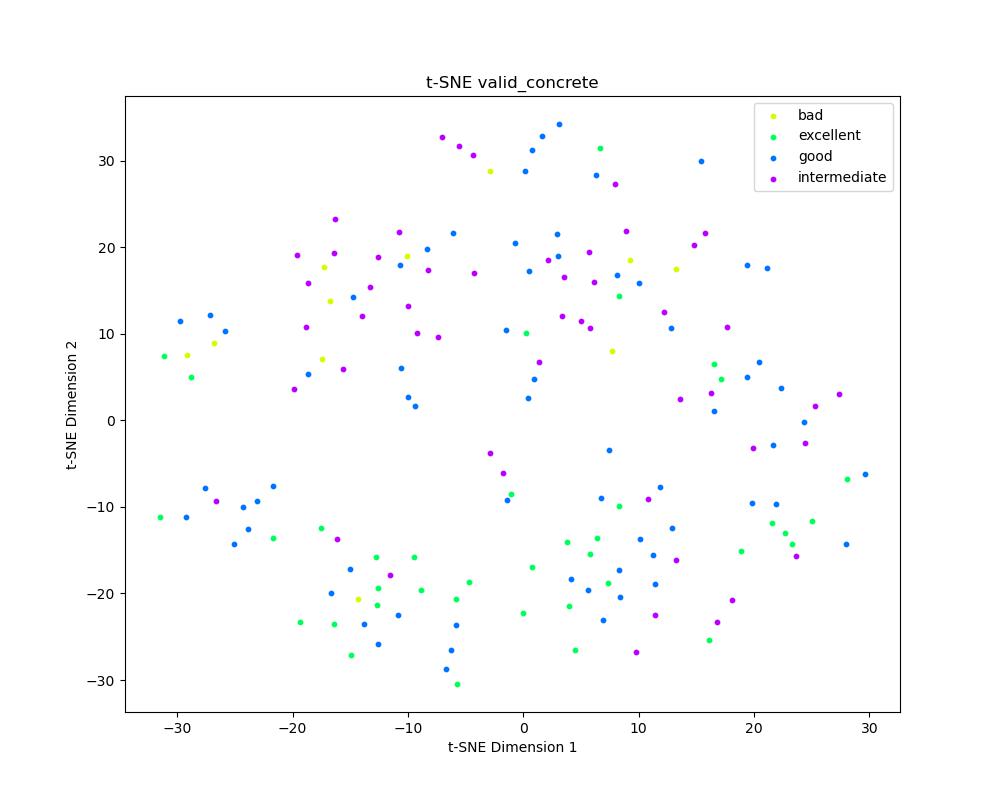 t-SNE valid_concrete
bad
excellent
good
intermediate
30
20
10
0
−10
−20
−30
t-SNE Dimension 2
−30
−20
−10
0
10
20
30
t-SNE Dimension 1